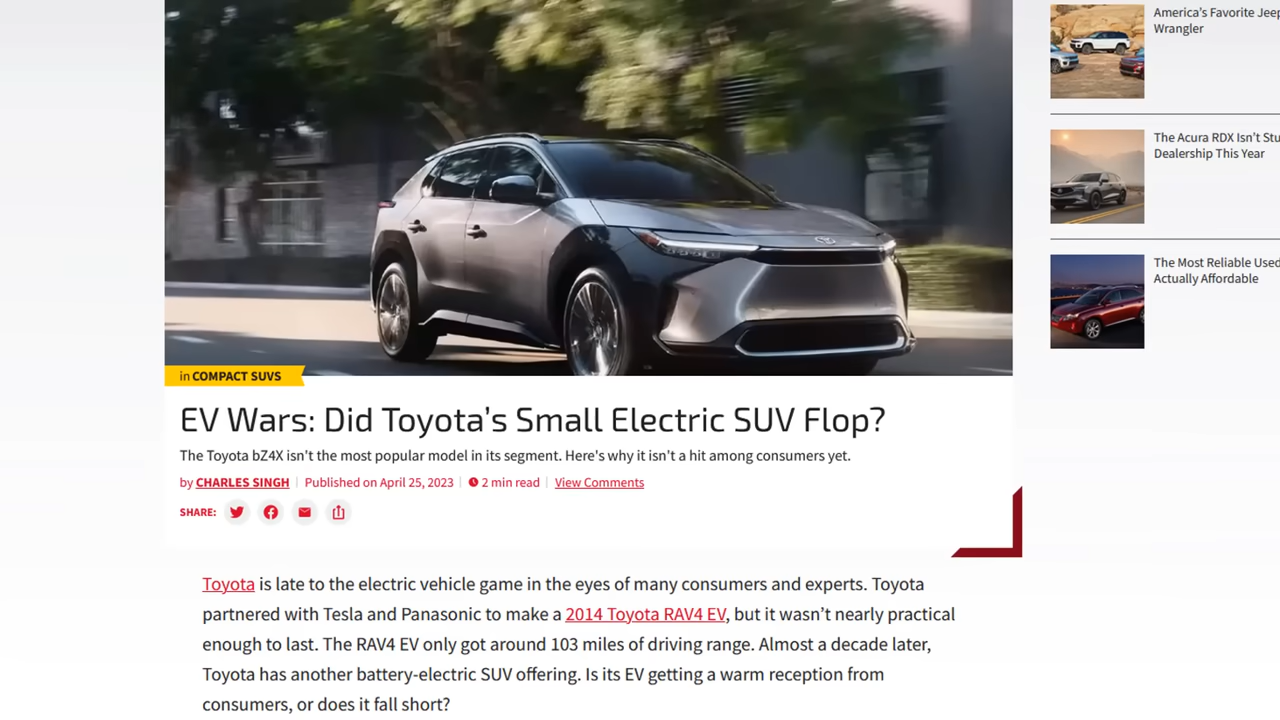 in COMPACT SUVS
EV Wars: Did Toyota’s Small Electric SUV Flop?
The Toyota bZ4X isn't the most popular model in its segment. Here's why it isn't a hit among consumers yet.
by CHARLES SINGH | Published on April 25, 2023 | 2 min read | View Comments
SHARE:
Toyota is late to the electric vehicle game in the eyes of many consumers and experts. Toyota
partnered with Tesla and Panasonic to make a 2014 Toyota RAV4 EV, but it wasn’t nearly practical
enough to last. The RAV4 EV only got around 103 miles of driving range. Almost a decade later,
Toyota has another battery-electric SUV offering. Is its EV getting a warm reception from
consumers, or does it fall short?
America’s Favorite Jeep
Wrangler
The Acura RDX Isn’t Stu
Dealership This Year
The Most Reliable Used
Actually Affordable